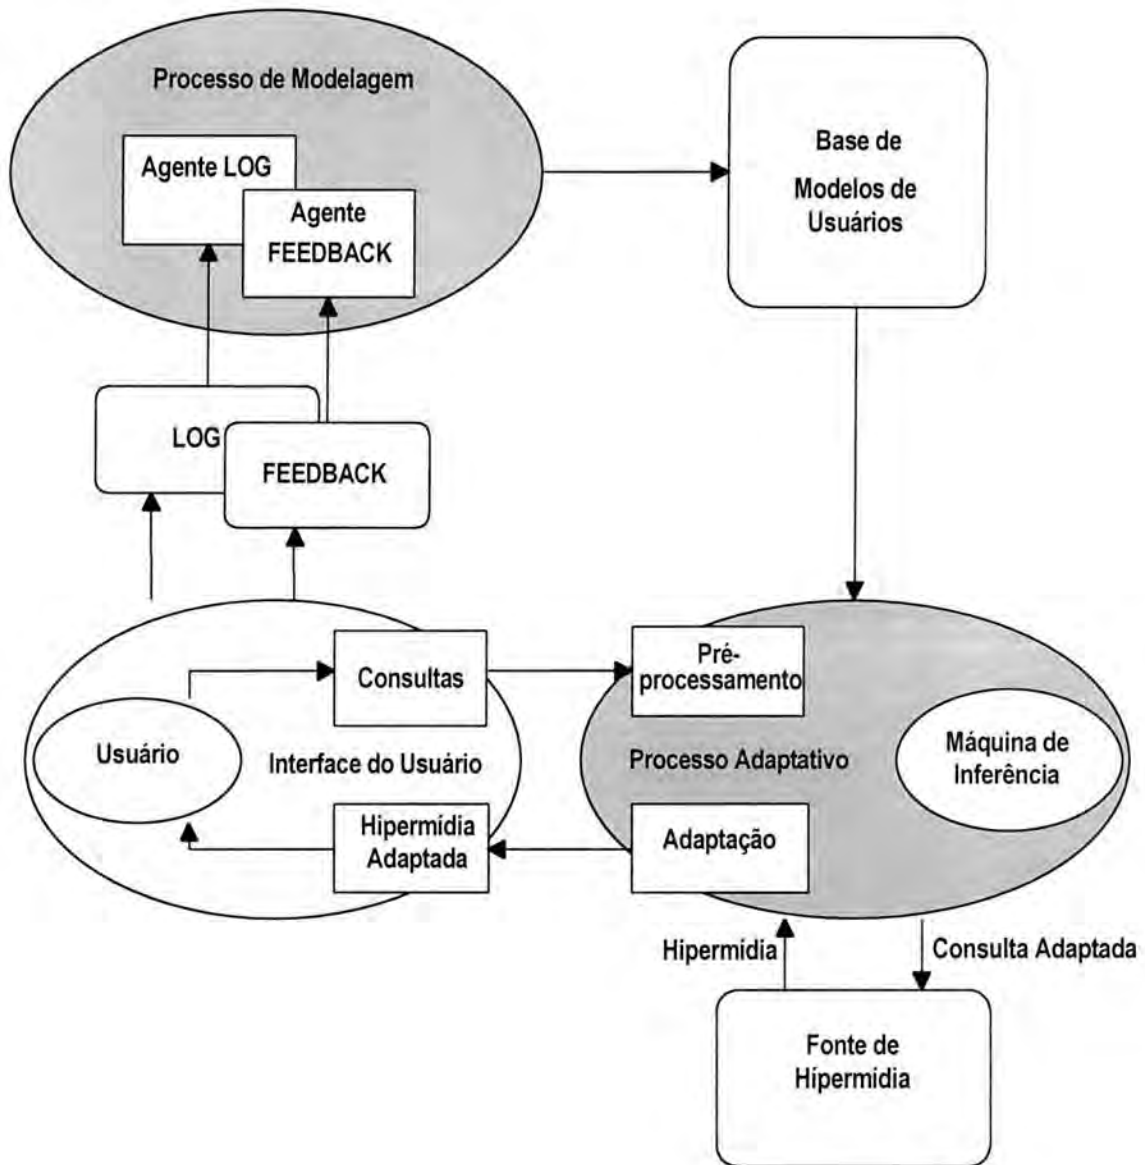 Processo de Modelagem
Agente LOG
Agente
FEEDBACK
Base de
Modelos de
Usuários
LOG
FEEDBACK
Consultas
Pré-
processamento
Usuário
Interface do Usuário
Processo Adaptativo
Máquina de
Inferência
Hipermídia
Adaptada
Adaptação
Hipermídia
Consulta Adaptada
Fonte de
Hipermídia